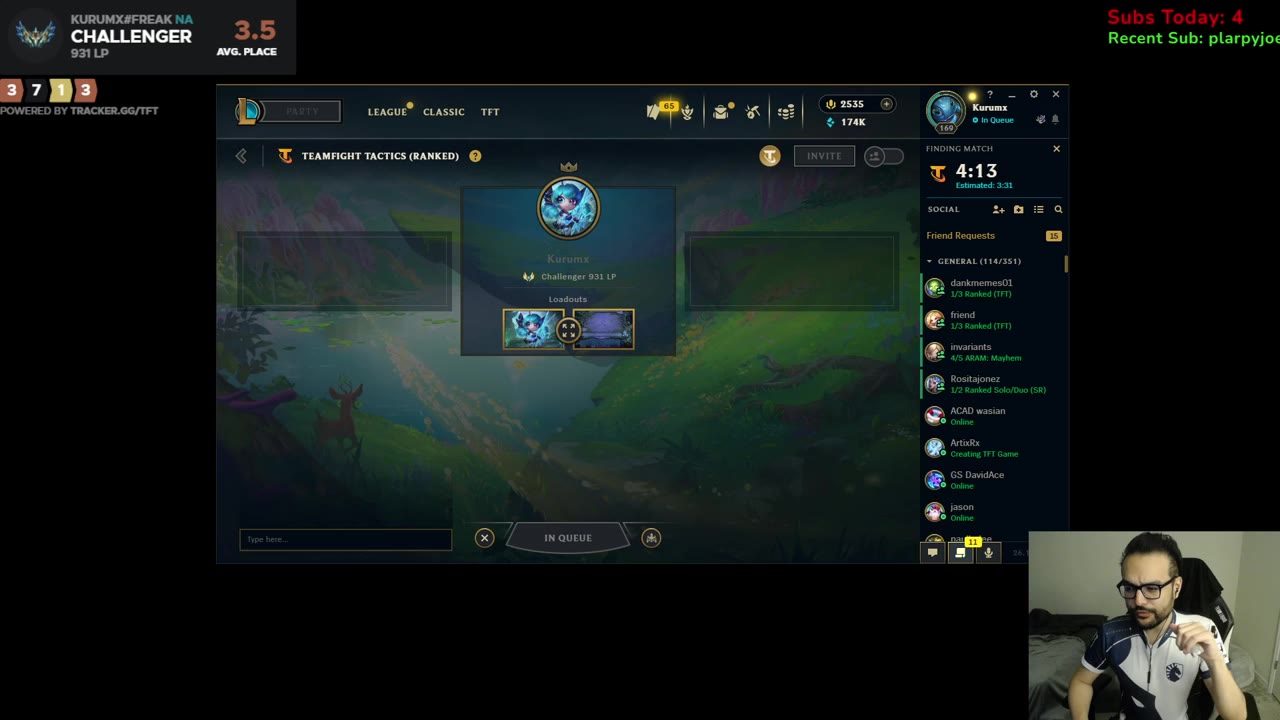 KURUMX#FREAK NA
CHALLENGER
931 LP
3.5
AVG. PLACE
3 7 1 3
POWERED BY TRACKER.GG/TFT
Subs Today: 4
Recent Sub: plarpyjoe
PARTY
LEAGUE
CLASSIC
TFT
65
2535
174K
169
Kurumx
In Queue
TEAMFIGHT TACTICS (RANKED)
INVITE
FINDING MATCH
4:13
Estimated: 3:31
SOCIAL
Friend Requests
15
GENERAL (114/351)
dankmemes01
1/3 Ranked (TFT)
friend
1/3 Ranked (TFT)
invariants
4/5 ARAM: Mayhem
Rositajonez
1/2 Ranked Solo/Duo (SR)
ACAD wasian
Online
ArtixRx
Creating TFT Game
GS DavidAce
Online
jason
Online
11
Kurumx
Challenger 931 LP
Loadouts
Type here...
IN QUEUE